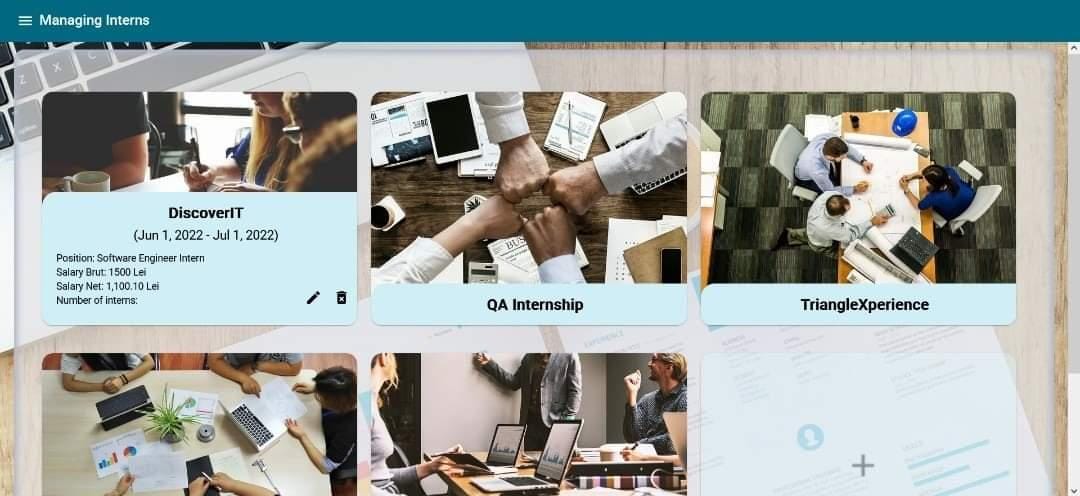 Managing Interns
DiscoverIT
(Jun 1, 2022 - Jul 1, 2022)
Position: Software Engineer Intern
Salary Brut: 1500 Lei
Salary Net: 1,100.10 Lei
Number of interns:
QA Internship
TriangleXperience
EXPERIENCE
+